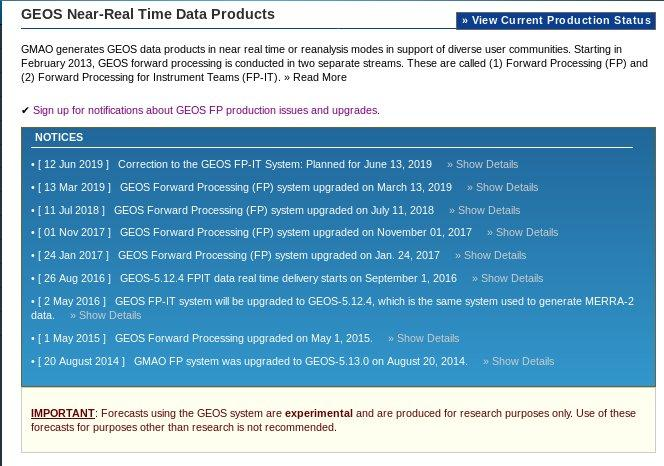 GEOS Near-Real Time Data Products
» View Current Production Status
GMAO generates GEOS data products in near real time or reanalysis modes in support of diverse user communities. Starting in
February 2013, GEOS forward processing is conducted in two separate streams. These are called (1) Forward Processing (FP) and
(2) Forward Processing for Instrument Teams (FP-IT). » Read More
✔ Sign up for notifications about GEOS FP production issues and upgrades.
NOTICES
• [ 12 Jun 2019 ] Correction to the GEOS FP-IT System: Planned for June 13, 2019 » Show Details
• [ 13 Mar 2019 ] GEOS Forward Processing (FP) system upgraded on March 13, 2019 » Show Details
• [ 11 Jul 2018 ] GEOS Forward Processing (FP) system upgraded on July 11, 2018 » Show Details
• [ 01 Nov 2017 ] GEOS Forward Processing (FP) system upgraded on November 01, 2017 » Show Details
• [ 24 Jan 2017 ] GEOS Forward Processing (FP) system upgraded on Jan. 24, 2017 » Show Details
• [ 26 Aug 2016 ] GEOS-5.12.4 FPIT data real time delivery starts on September 1, 2016 » Show Details
• [ 2 May 2016 ] GEOS FP-IT system will be upgraded to GEOS-5.12.4, which is the same system used to generate MERRA-2
data. » Show Details
• [ 1 May 2015 ] GEOS Forward Processing upgraded on May 1, 2015. » Show Details
• [ 20 August 2014 ] GMAO FP system was upgraded to GEOS-5.13.0 on August 20, 2014. » Show Details
IMPORTANT: Forecasts using the GEOS system are experimental and are produced for research purposes only. Use of these
forecasts for purposes other than research is not recommended.